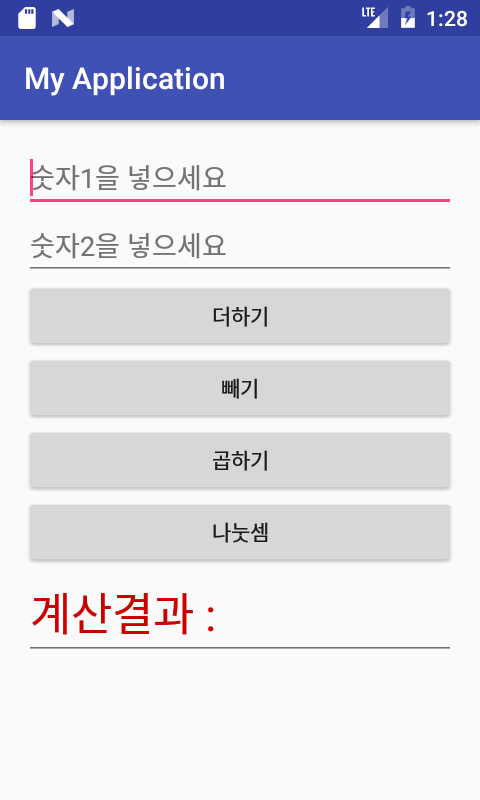 LTE 1:28
My Application
숫자1을 넣으세요
숫자2을 넣으세요
더하기
빼기
곱하기
나눗셈
계산결과 :